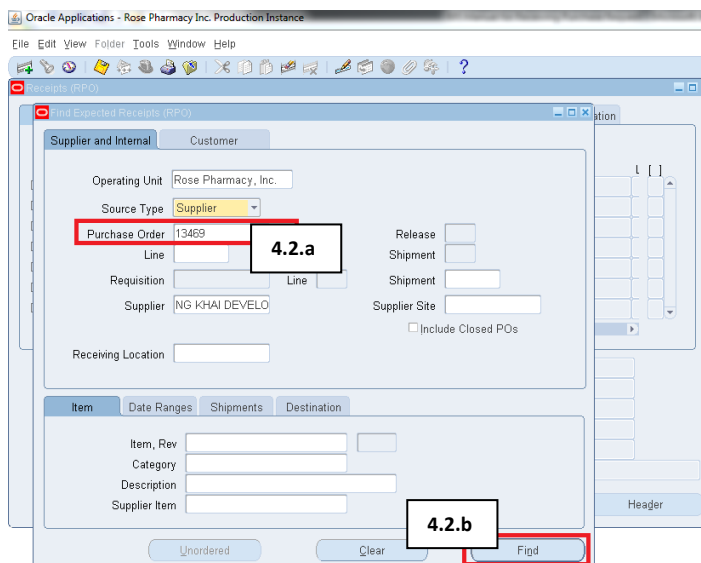 Oracle Applications - Rose Pharmacy Inc. Production Instance
File Edit View Folder Tools Window Help
Receipts (RPO)
Find Expected Receipts (RPO)
ation
Supplier and Internal Customer
[ ]
Operating Unit Rose Pharmacy, Inc.
Source Type Supplier
Purchase Order 13469 Release
4.2.a
Line Shipment
Requisition Line Shipment
Supplier NG KHAI DEVELO Supplier Site
Include Closed POs
Receiving Location
Item Date Ranges Shipments Destination
Item, Rev
Category
Description
Supplier Item
Header
4.2.b
Unordered Clear Find